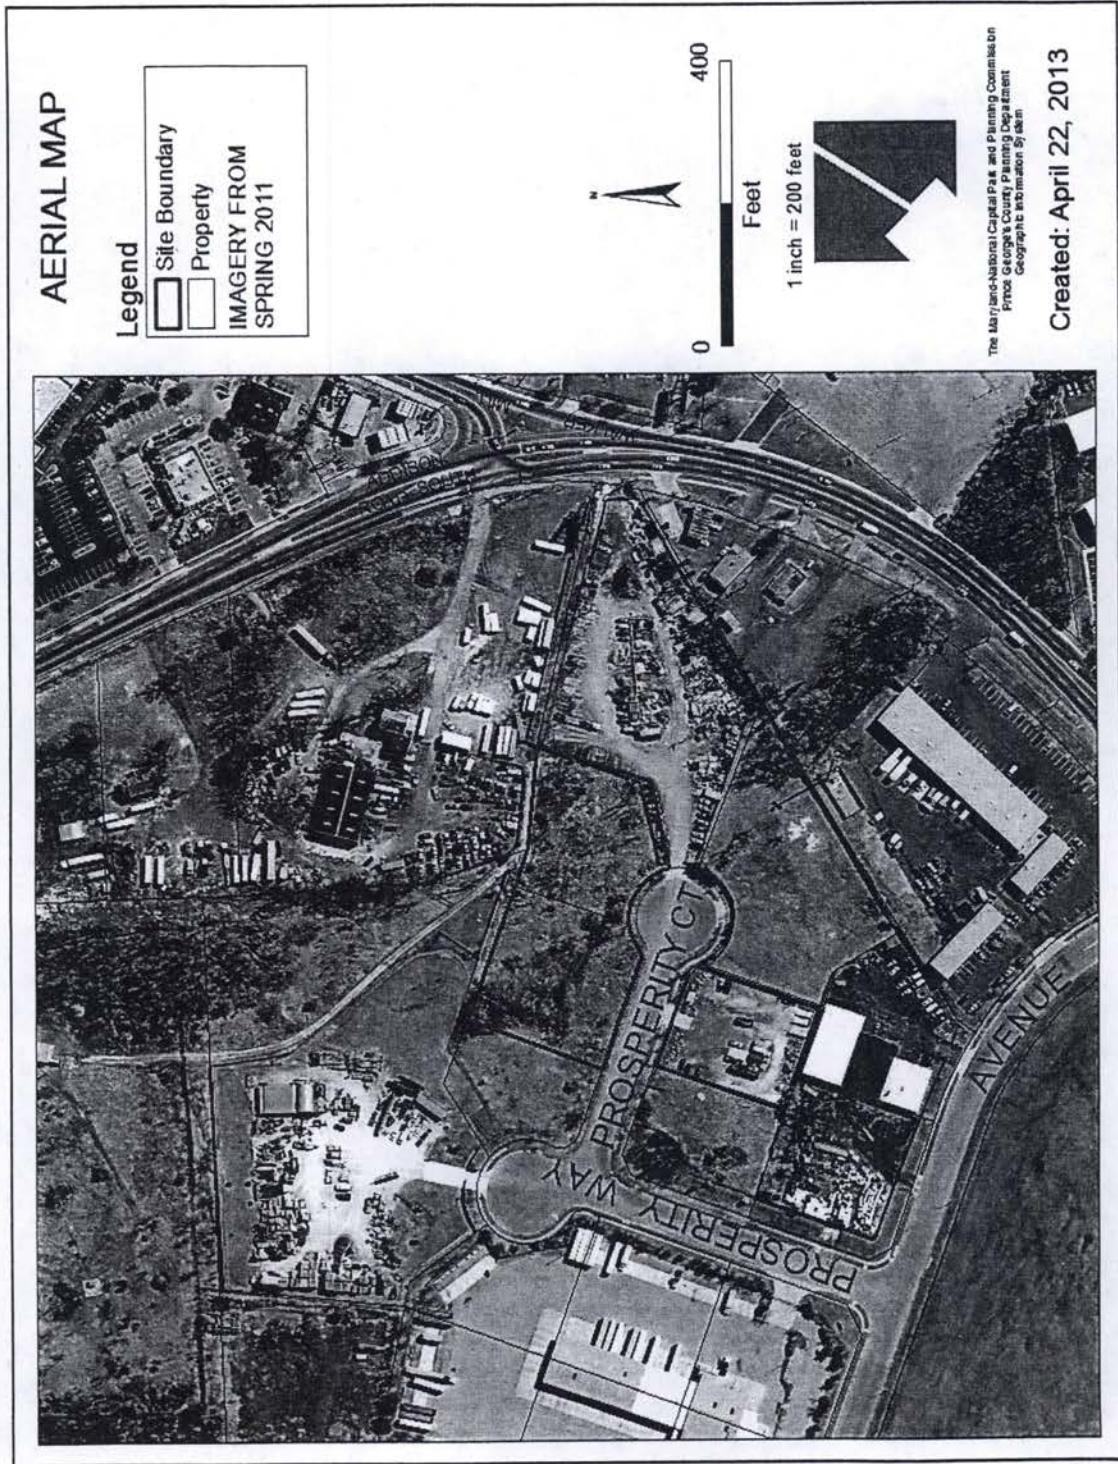 AERIAL MAP
Legend
Site Boundary
Property
IMAGERY FROM
SPRING 2011
N
0
400
Feet
1 inch = 200 feet
The Maryland-National Capital Park and Planning Commission
Prince George's County Planning Department
Geographic Information System
Created: April 22, 2013
ADDISON
PROSPERITY CT
PROSPERITY WAY
AVENUE